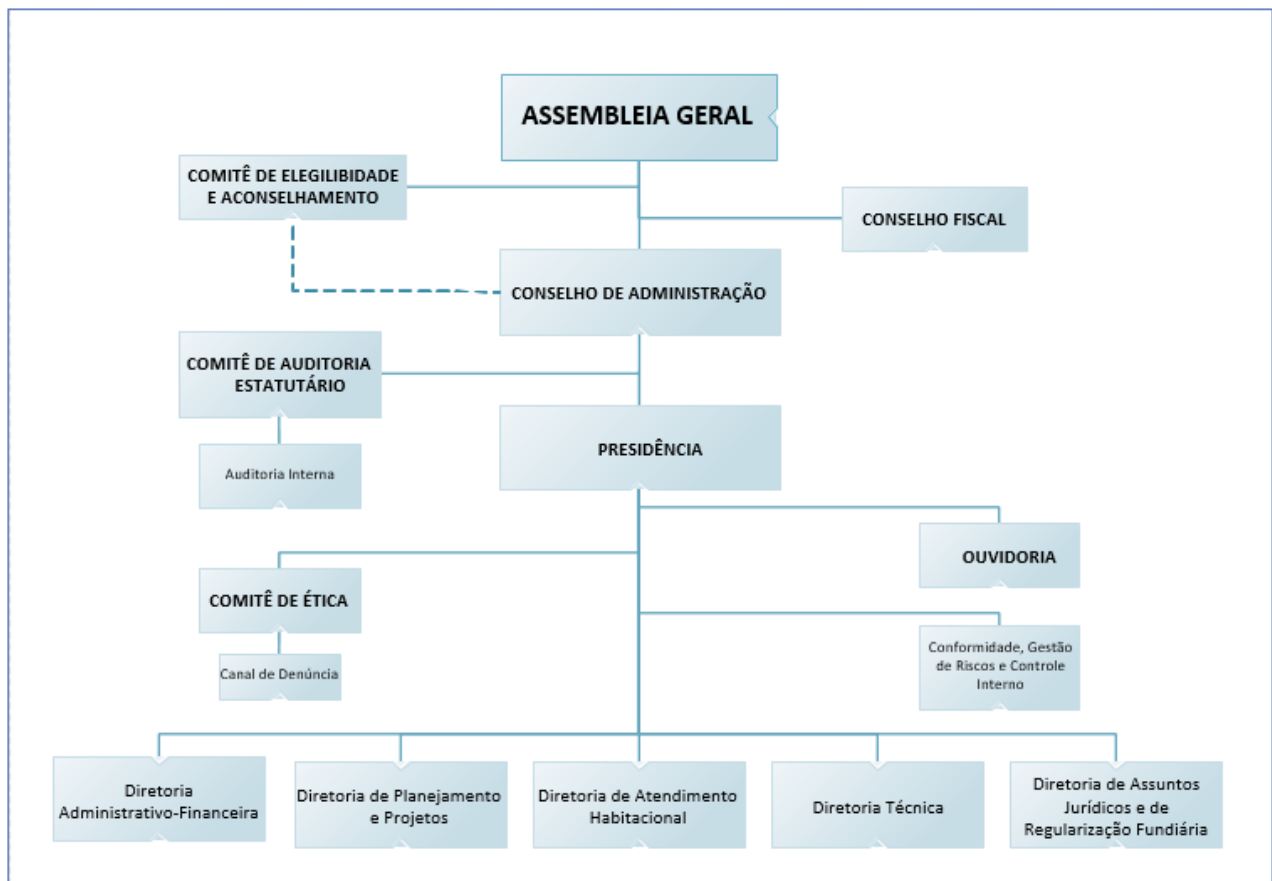 ASSEMBLEIA GERAL
COMITÊ DE ELEGILIBIDADE
E ACONSELHAMENTO
CONSELHO FISCAL
CONSELHO DE ADMINISTRAÇÃO
COMITÊ DE AUDITORIA
ESTATUTÁRIO
PRESIDÊNCIA
Auditoria Interna
OUVIDORIA
COMITÊ DE ÉTICA
Conformidade, Gestão
de Riscos e Controle
Interno
Canal de Denúncia
Diretoria
Administrativo-Financeira
Diretoria de Planejamento
e Projetos
Diretoria de Atendimento
Habitacional
Diretoria Técnica
Diretoria de Assuntos
Jurídicos e de
Regularização Fundiária